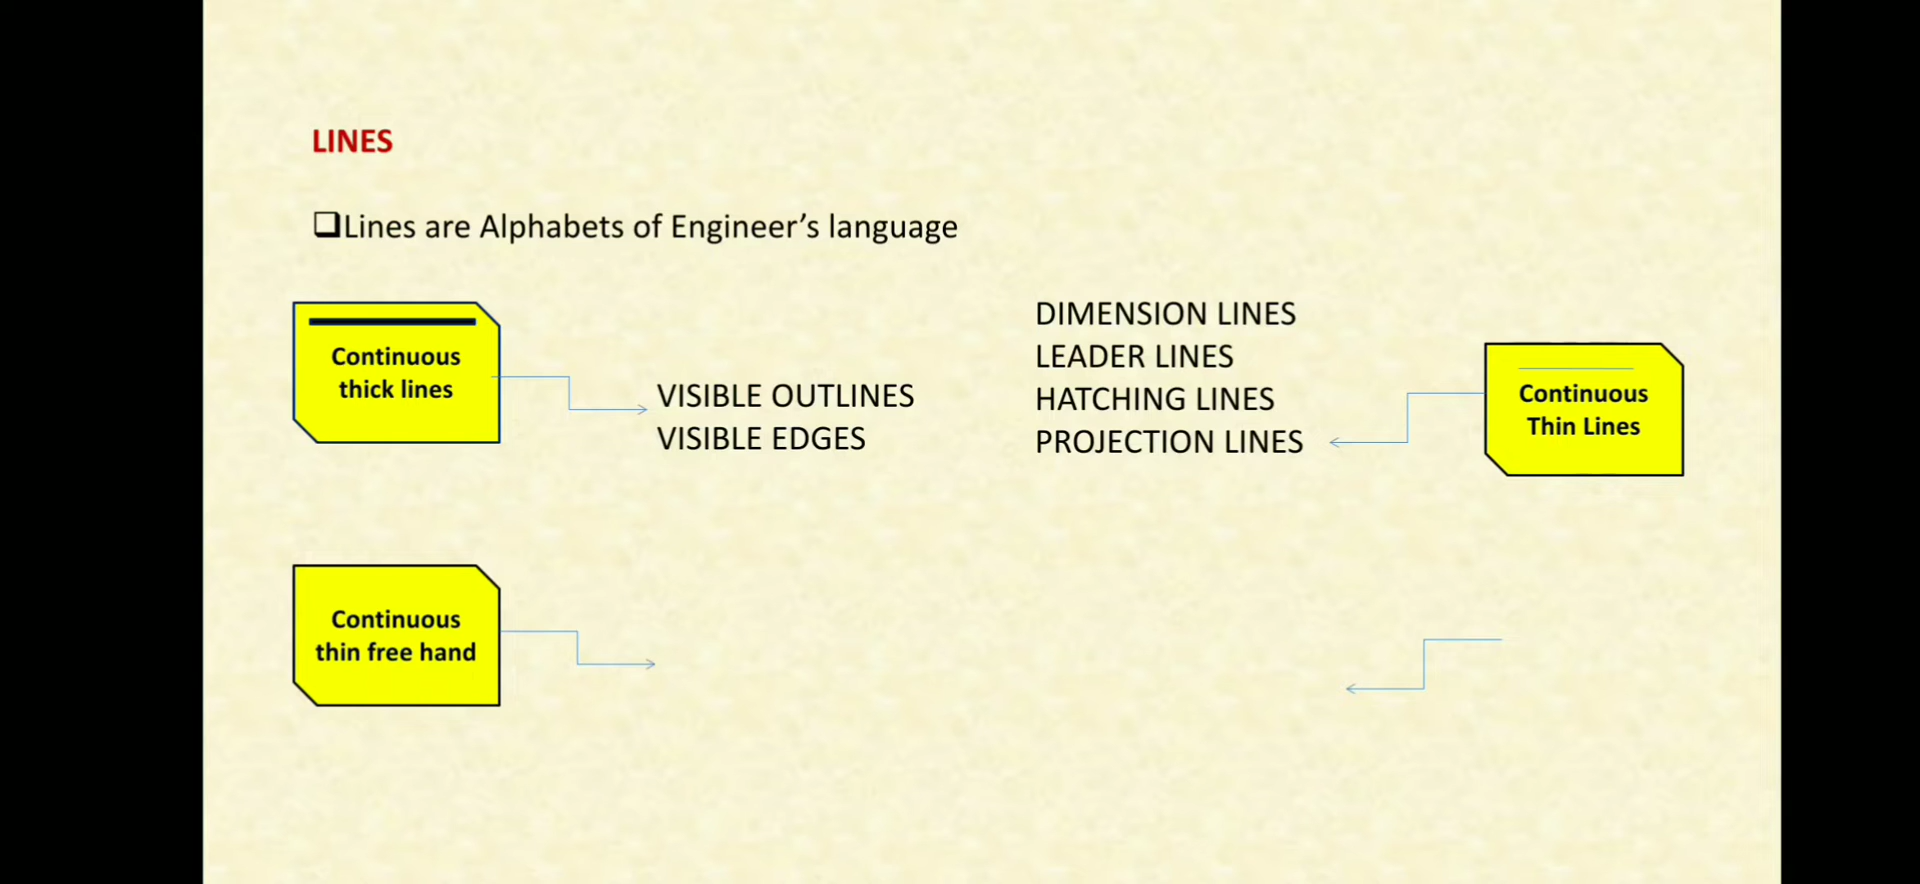 LINES
Lines are Alphabets of Engineer’s language
Continuous
thick lines
VISIBLE OUTLINES
VISIBLE EDGES
DIMENSION LINES
LEADER LINES
HATCHING LINES
PROJECTION LINES
Continuous
Thin Lines
Continuous
thin free hand